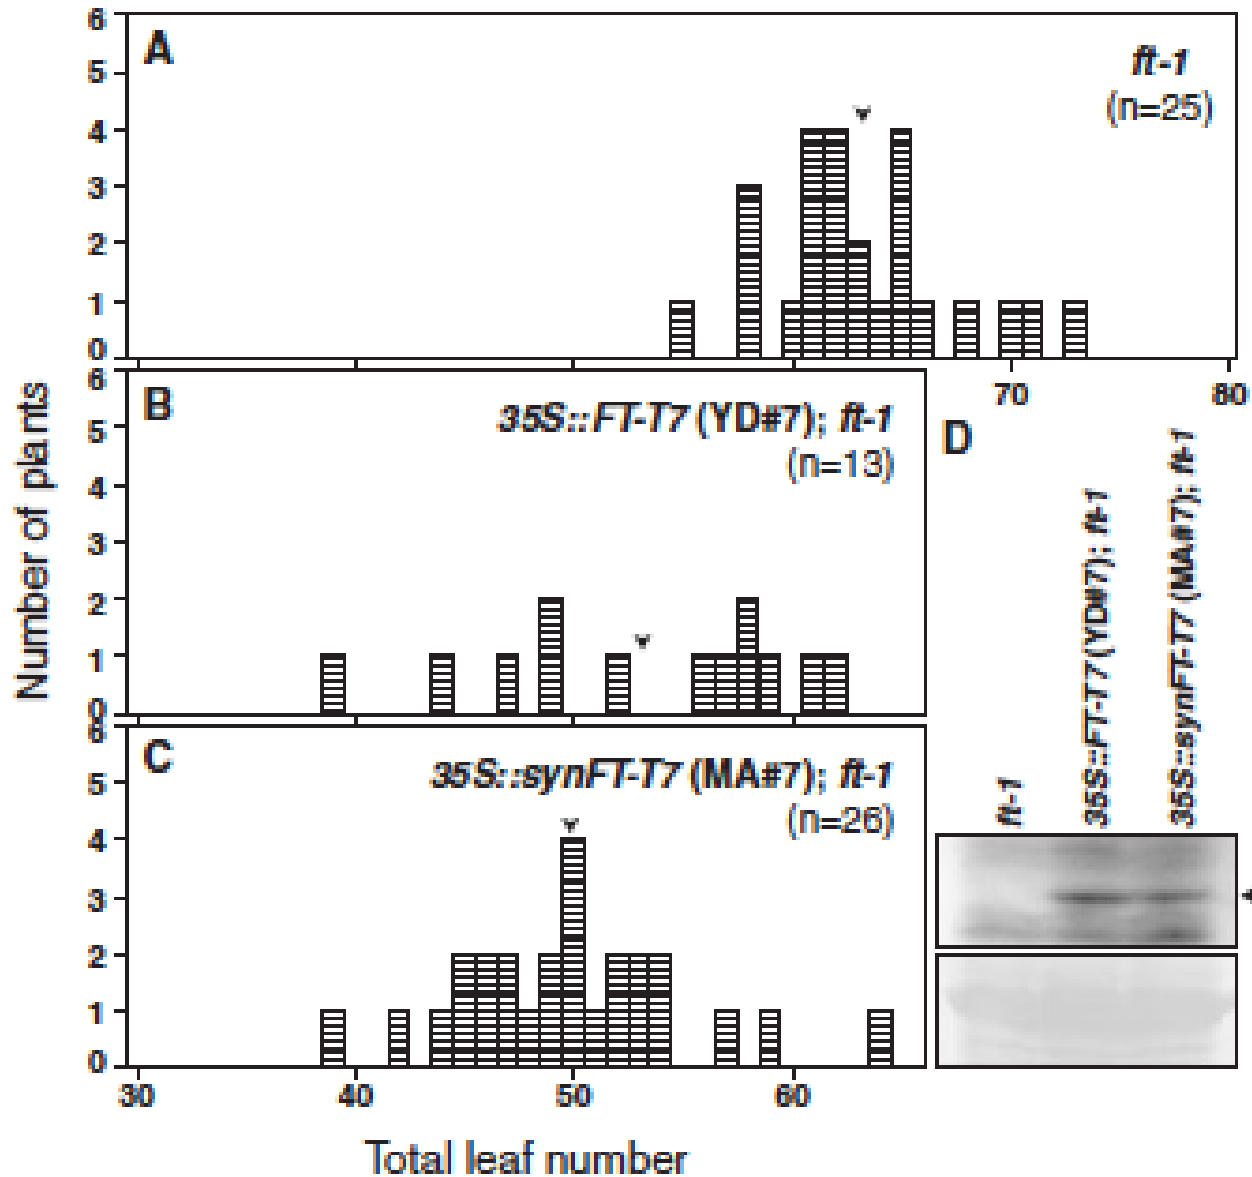 A
ft-1
(n=25)
6
5
4
3
2
1
0
70
80
B
35S::FT-T7 (YD#7); ft-1
(n=13)
6
5
4
3
2
1
0
C
35S::synFT-T7 (MA#7); ft-1
(n=26)
6
5
4
3
2
1
0
30
40
50
60
Total leaf number
Number of plants
D
ft-1
35S::FT-T7 (YD#7); ft-1
35S::synFT-T7 (MA#7); ft-1